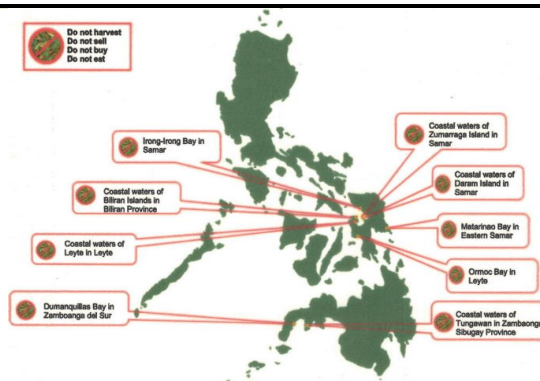 Do not harvest
Do not sell
Do not buy
Do not eat
Irong-Irong Bay in
Samar
Coastal waters of
Zumarraga Island in
Samar
Coastal waters of
Biliran Islands in
Biliran Province
Coastal waters of
Daram Island in
Samar
Coastal waters of
Leyte in Leyte
Matarinao Bay in
Eastern Samar
Ormoc Bay in
Leyte
Dumanquillas Bay in
Zamboanga del Sur
Coastal waters of
Tungawan in Zamboanga
Sibugay Province